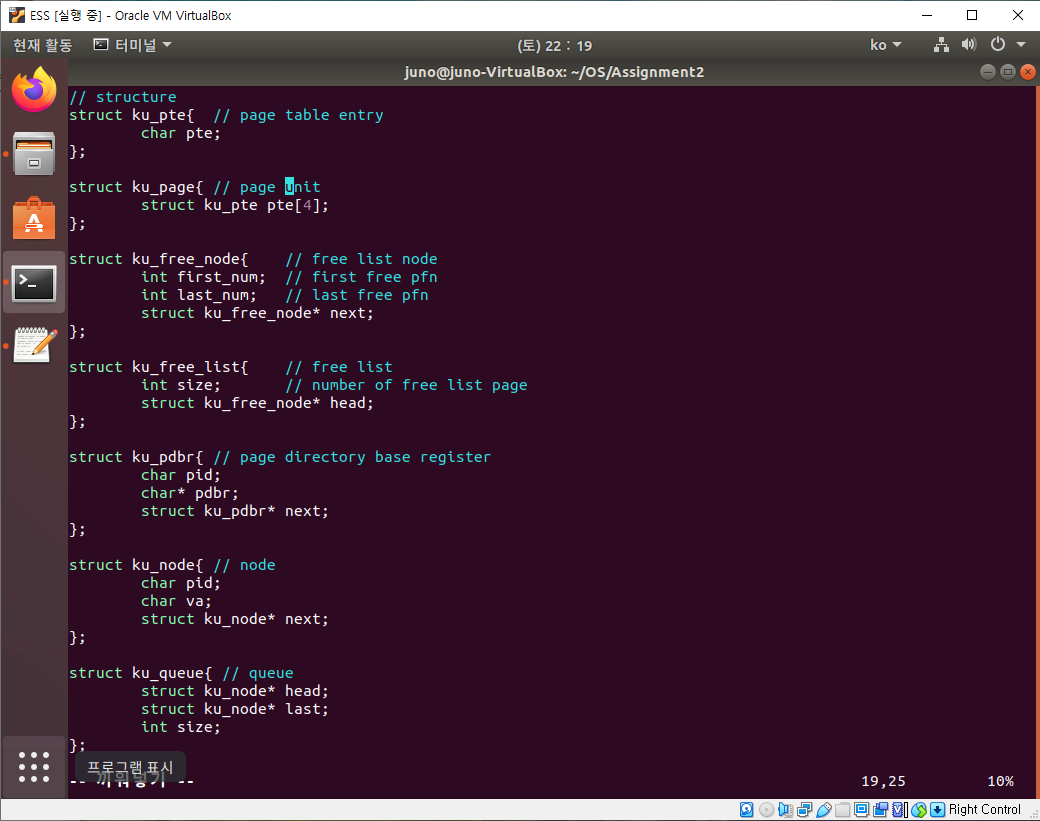 ESS [실행 중] - Oracle VM VirtualBox
현재 활동 터미널 (토) 22 : 19 ko
juno@juno-VirtualBox: ~/OS/Assignment2
// structure
struct ku_pte{  // page table entry
        char pte;
};
struct ku_page{ // page unit
        struct ku_pte pte[4];
};
struct ku_free_node{    // free list node
        int first_num;  // first free pfn
        int last_num;   // last free pfn
        struct ku_free_node* next;
};
struct ku_free_list{    // free list
        int size;       // number of free list page
        struct ku_free_node* head;
};
struct ku_pdbr{ // page directory base register
        char pid;
        char* pdbr;
        struct ku_pdbr* next;
};
struct ku_node{ // node
        char pid;
        char va;
        struct ku_node* next;
};
struct ku_queue{ // queue
        struct ku_node* head;
        struct ku_node* last;
        int size;
};
프로그램 표시
-- 끼워넣기 -- 19,25 10%
Right Control